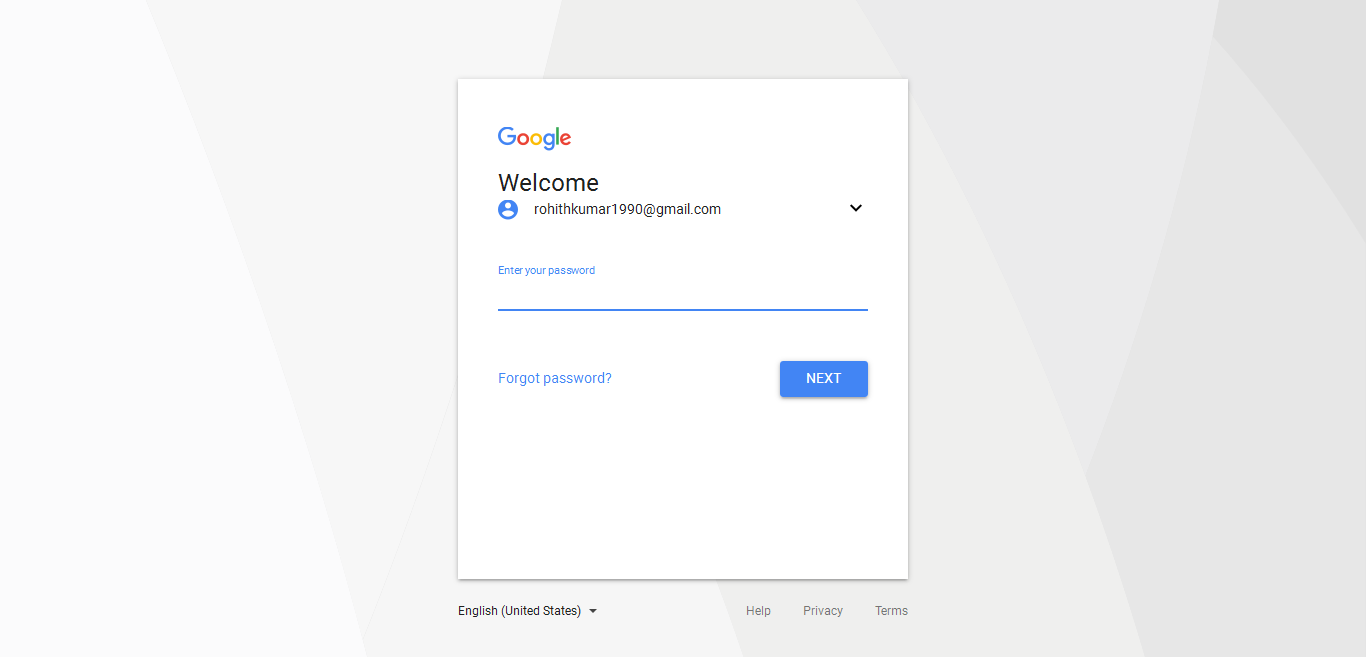 Google
Welcome
rohithkumar1990@gmail.com
Enter your password
Forgot password?
NEXT
English (United States)
Help
Privacy
Terms